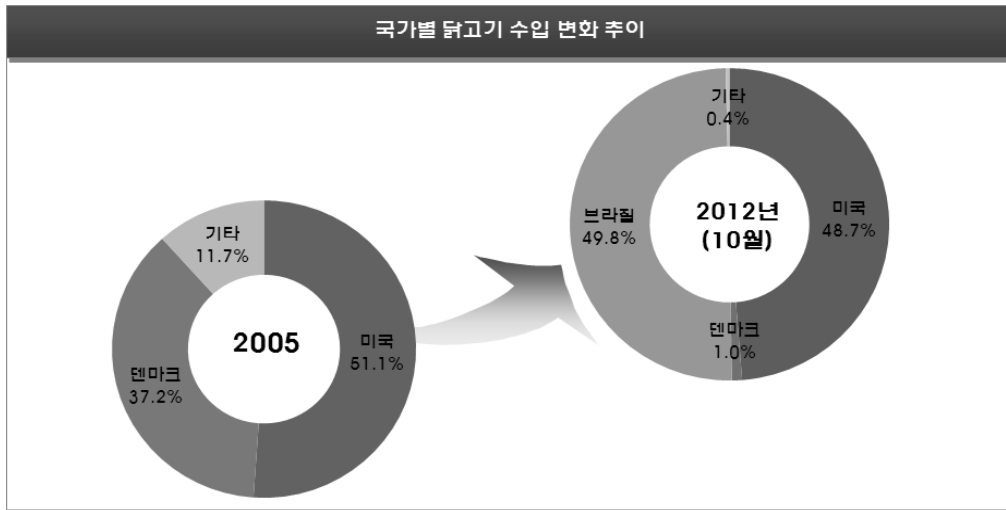 국가별 닭고기 수입 변화 추이
기타
11.7%
2005
미국
51.1%
덴마크
37.2%
기타
0.4%
브라질
49.8%
2012년
(10월)
미국
48.7%
덴마크
1.0%